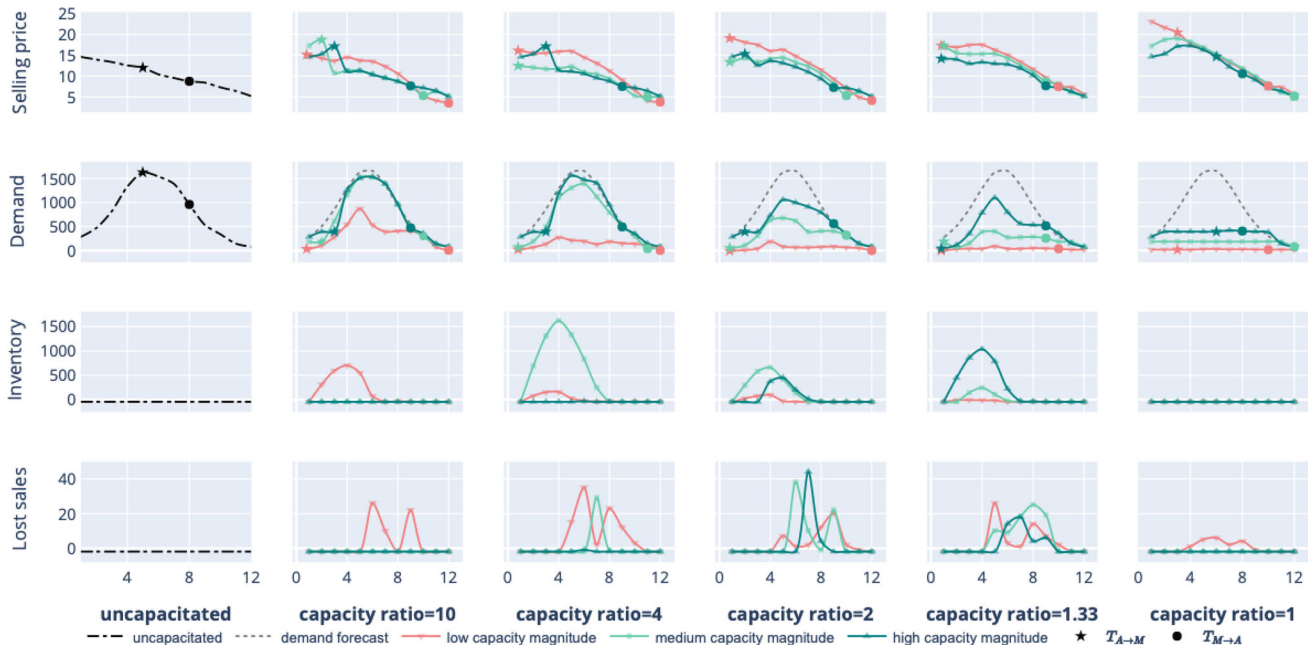 Selling price
25
20
15
10
5
Demand
1500
1000
500
0
Inventory
1500
1000
500
0
Lost sales
40
20
0
4 8 12 0 4 8 12 0 4 8 12 0 4 8 12 0 4 8 12 0 4 8 12
uncapacitated capacity ratio=10 capacity ratio=4 capacity ratio=2 capacity ratio=1.33 capacity ratio=1
uncapacitated demand forecast low capacity magnitude medium capacity magnitude high capacity magnitude T_{A→M} T_{M→A}